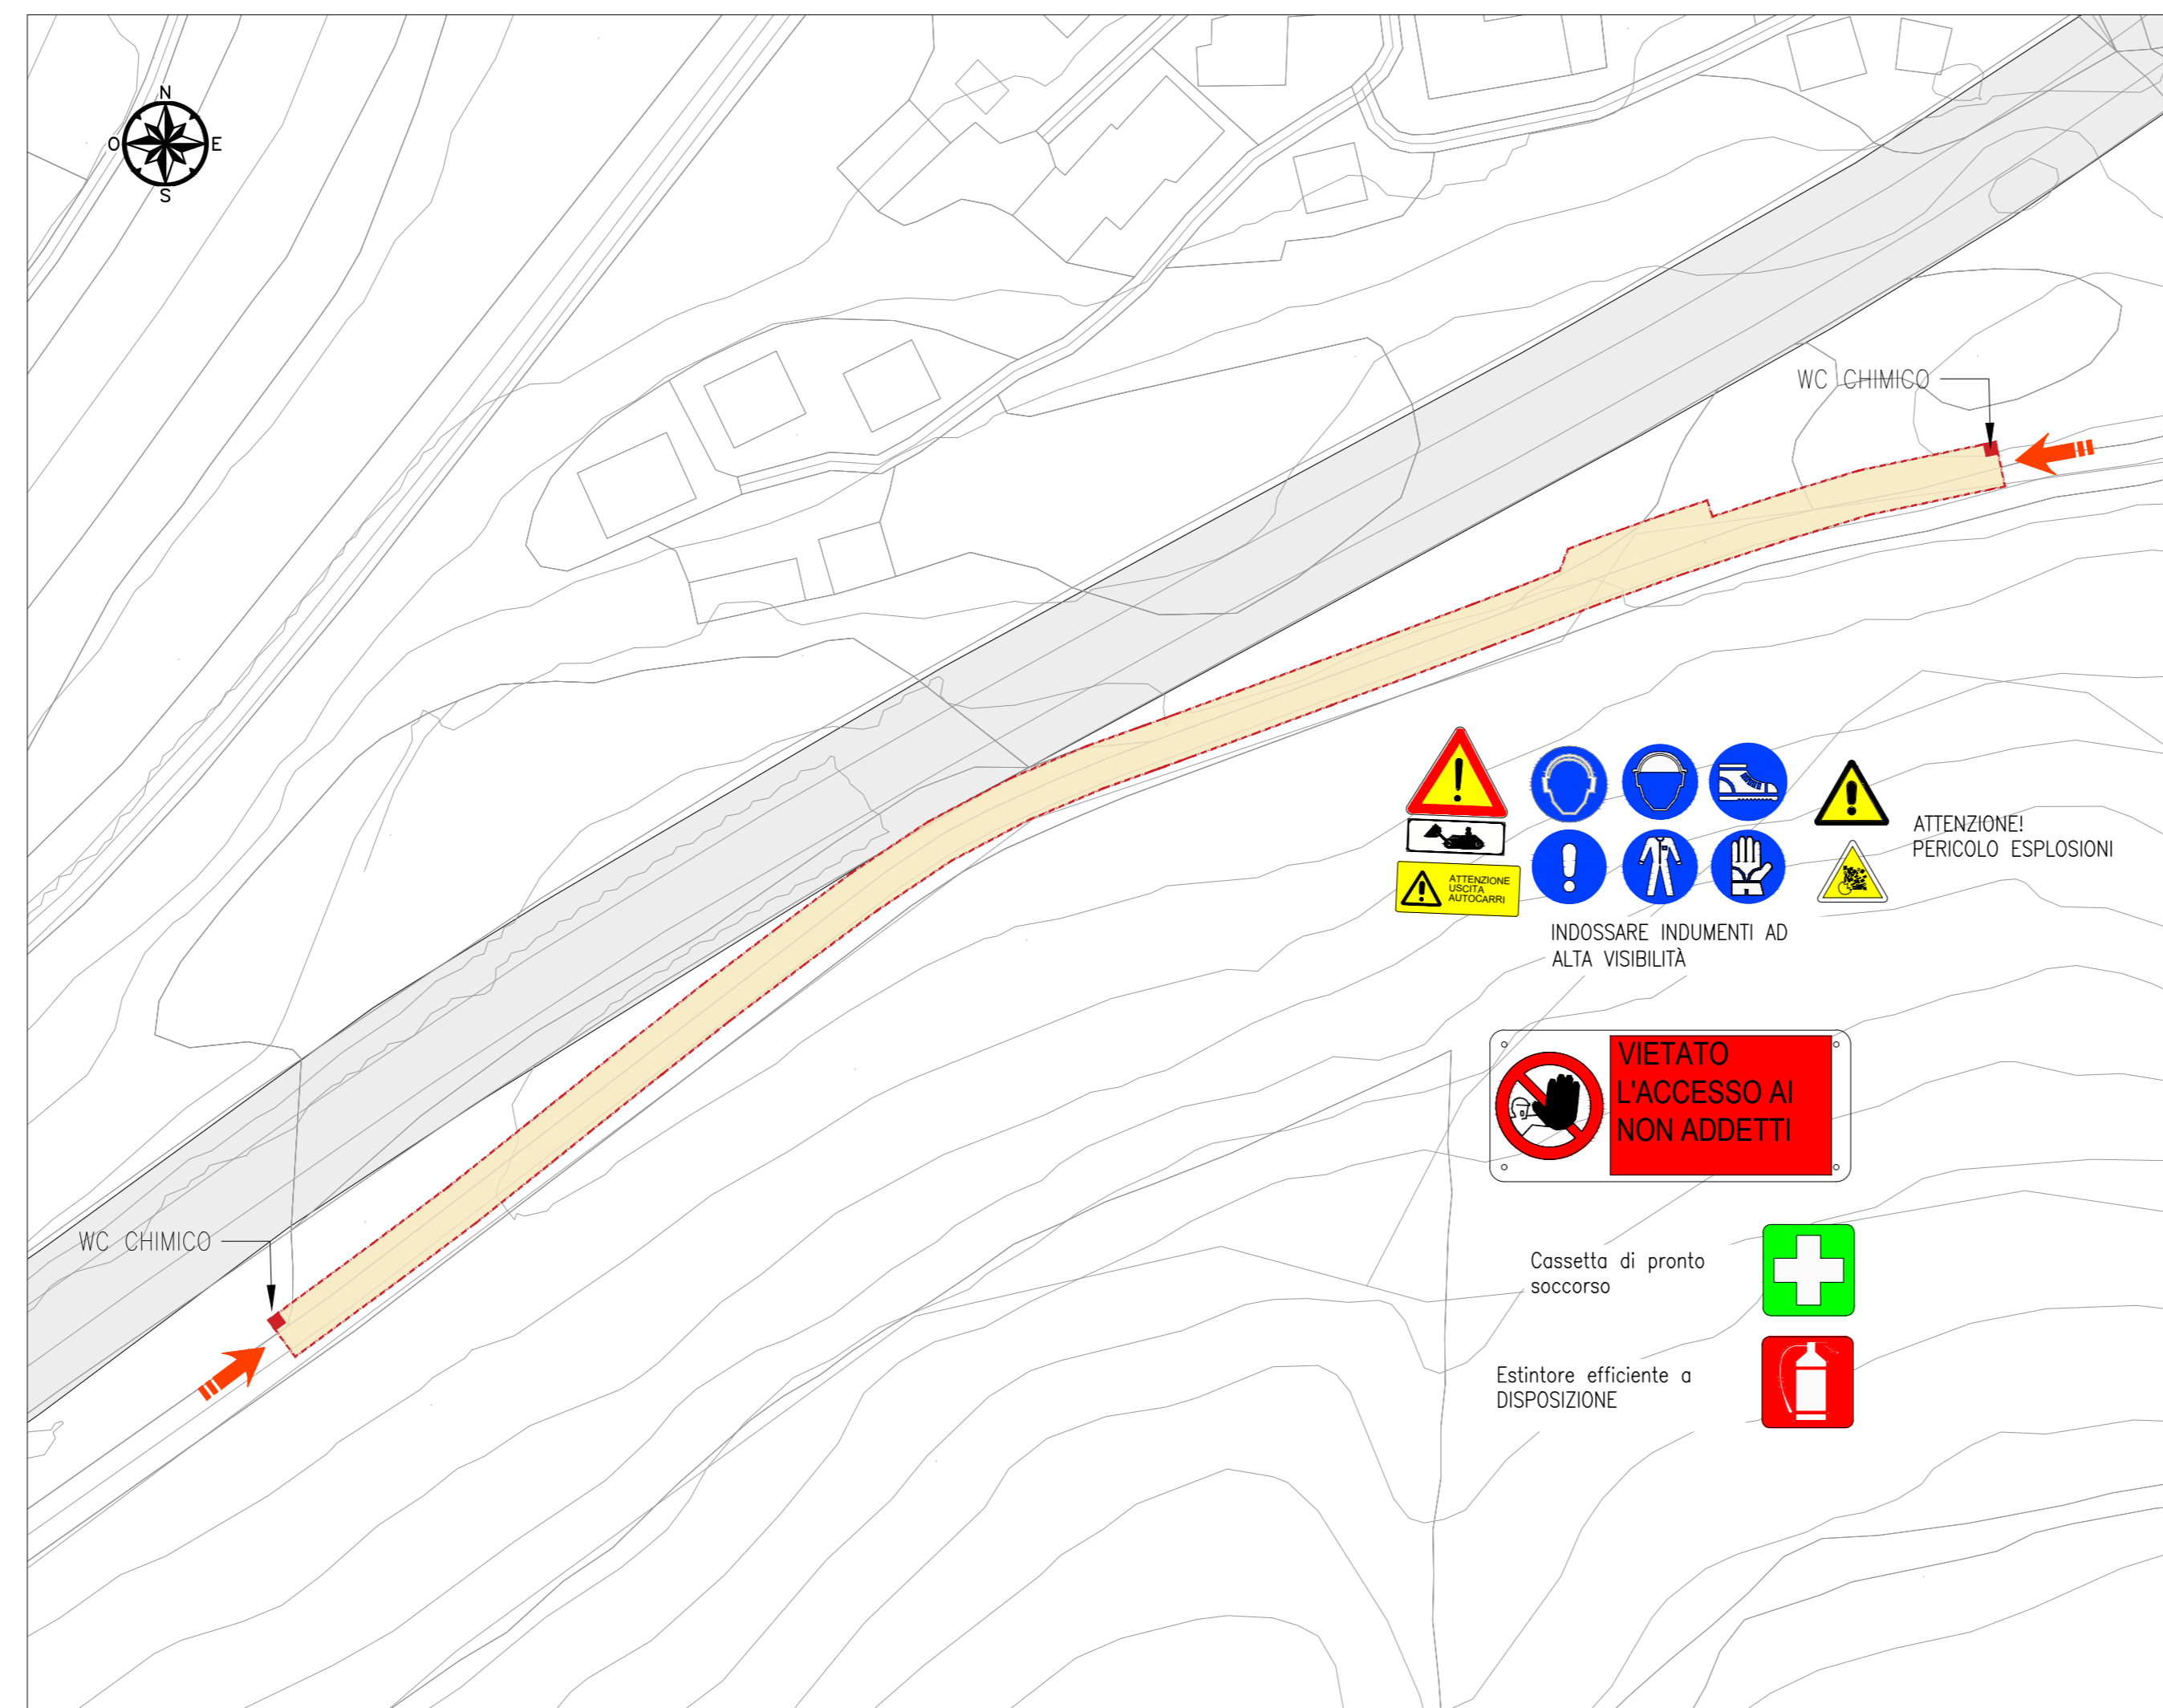 N
O E
S
WC CHIMICO
ATTENZIONE
USCITA
AUTOCARRI
ATTENZIONE!
PERICOLO ESPLOSIONI
INDOSSARE INDUMENTI AD
ALTA VISIBILITÀ
VIETATO
L'ACCESSO AI
NON ADDETTI
WC CHIMICO
Cassetta di pronto
soccorso
Estintore efficiente a
DISPOSIZIONE